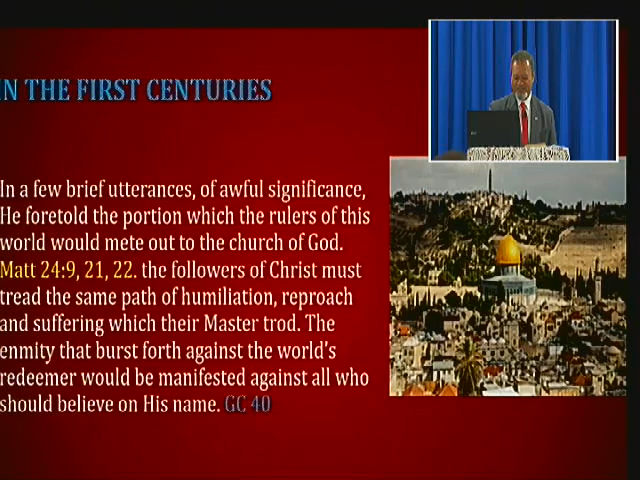 IN THE FIRST CENTURIES
In a few brief utterances, of awful significance,
He foretold the portion which the rulers of this
world would mete out to the church of God.
Matt 24:9, 21, 22. the followers of Christ must
tread the same path of humiliation, reproach
and suffering which their Master trod. The
enmity that burst forth against the world's
redeemer would be manifested against all who
should believe on His name. GC 40